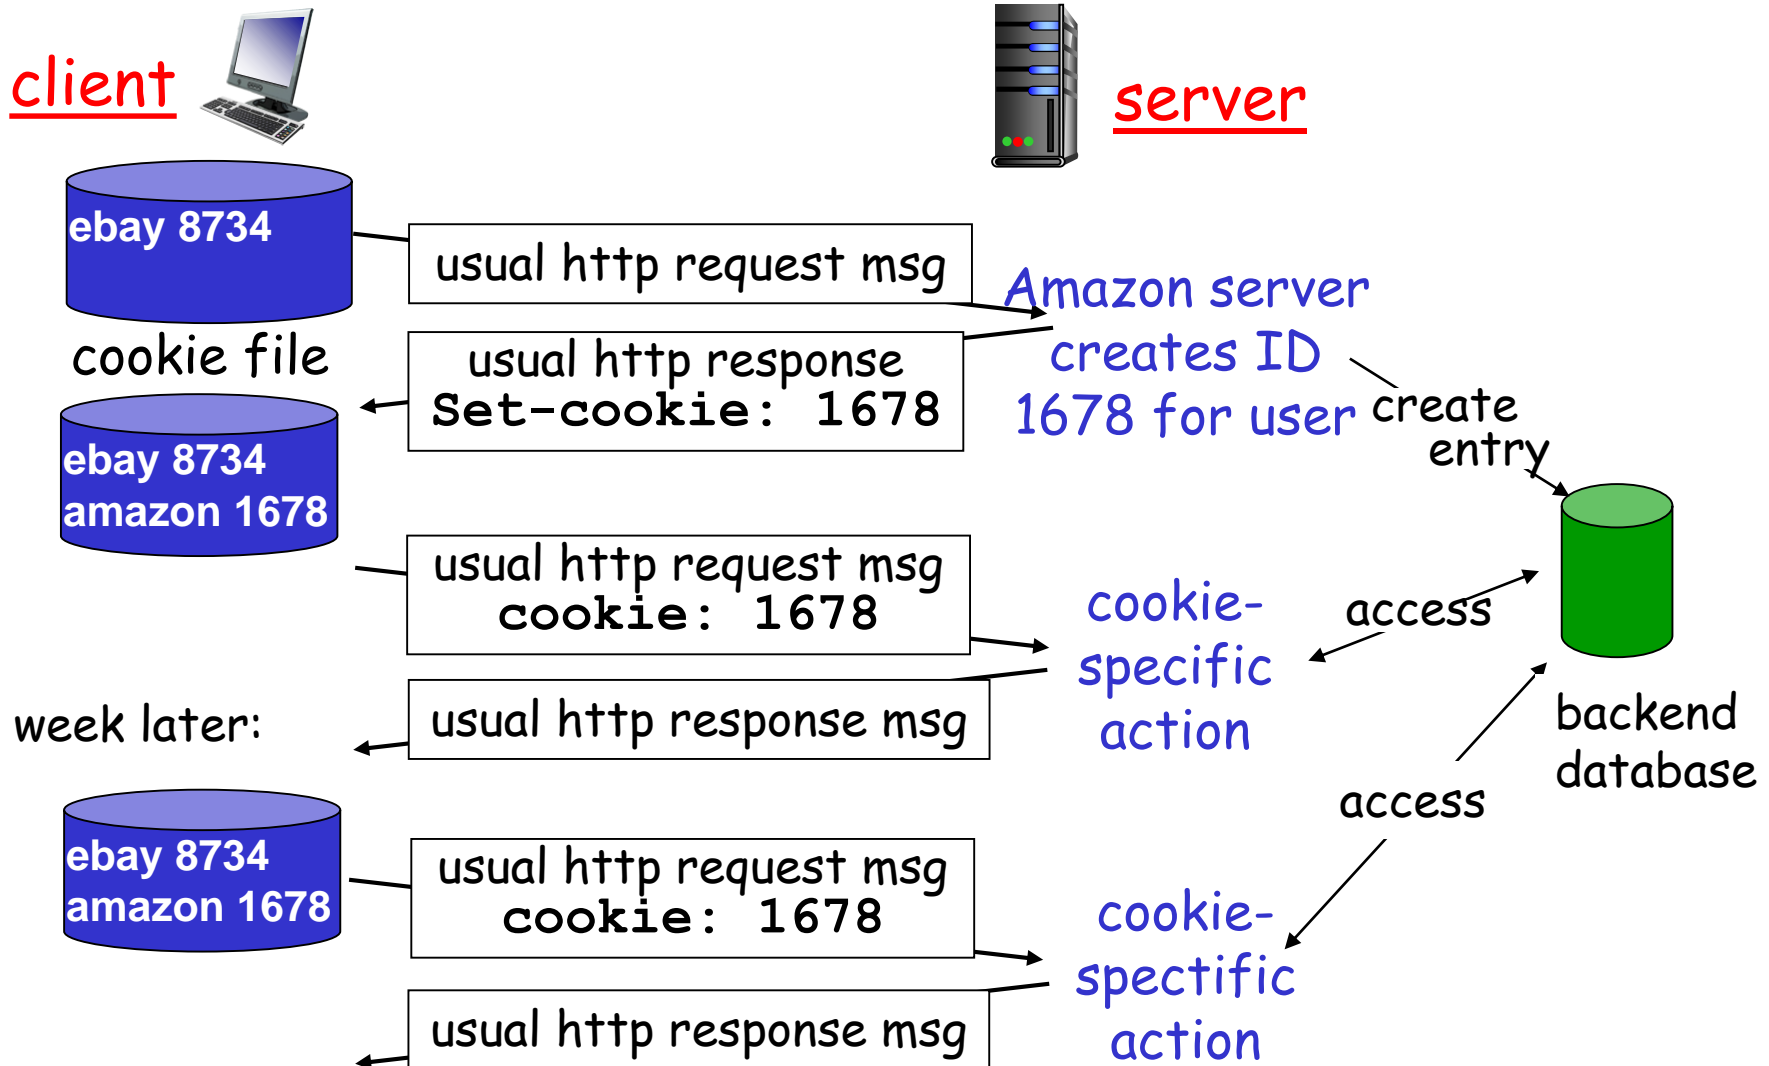 client
server
ebay 8734
usual http request msg
Amazon server
creates ID
1678 for user
cookie file
usual http response
Set-cookie: 1678
create
entry
ebay 8734
amazon 1678
usual http request msg
cookie: 1678
cookie-
specific
action
access
usual http response msg
week later:
backend
database
access
ebay 8734
amazon 1678
usual http request msg
cookie: 1678
cookie-
spectific
action
usual http response msg